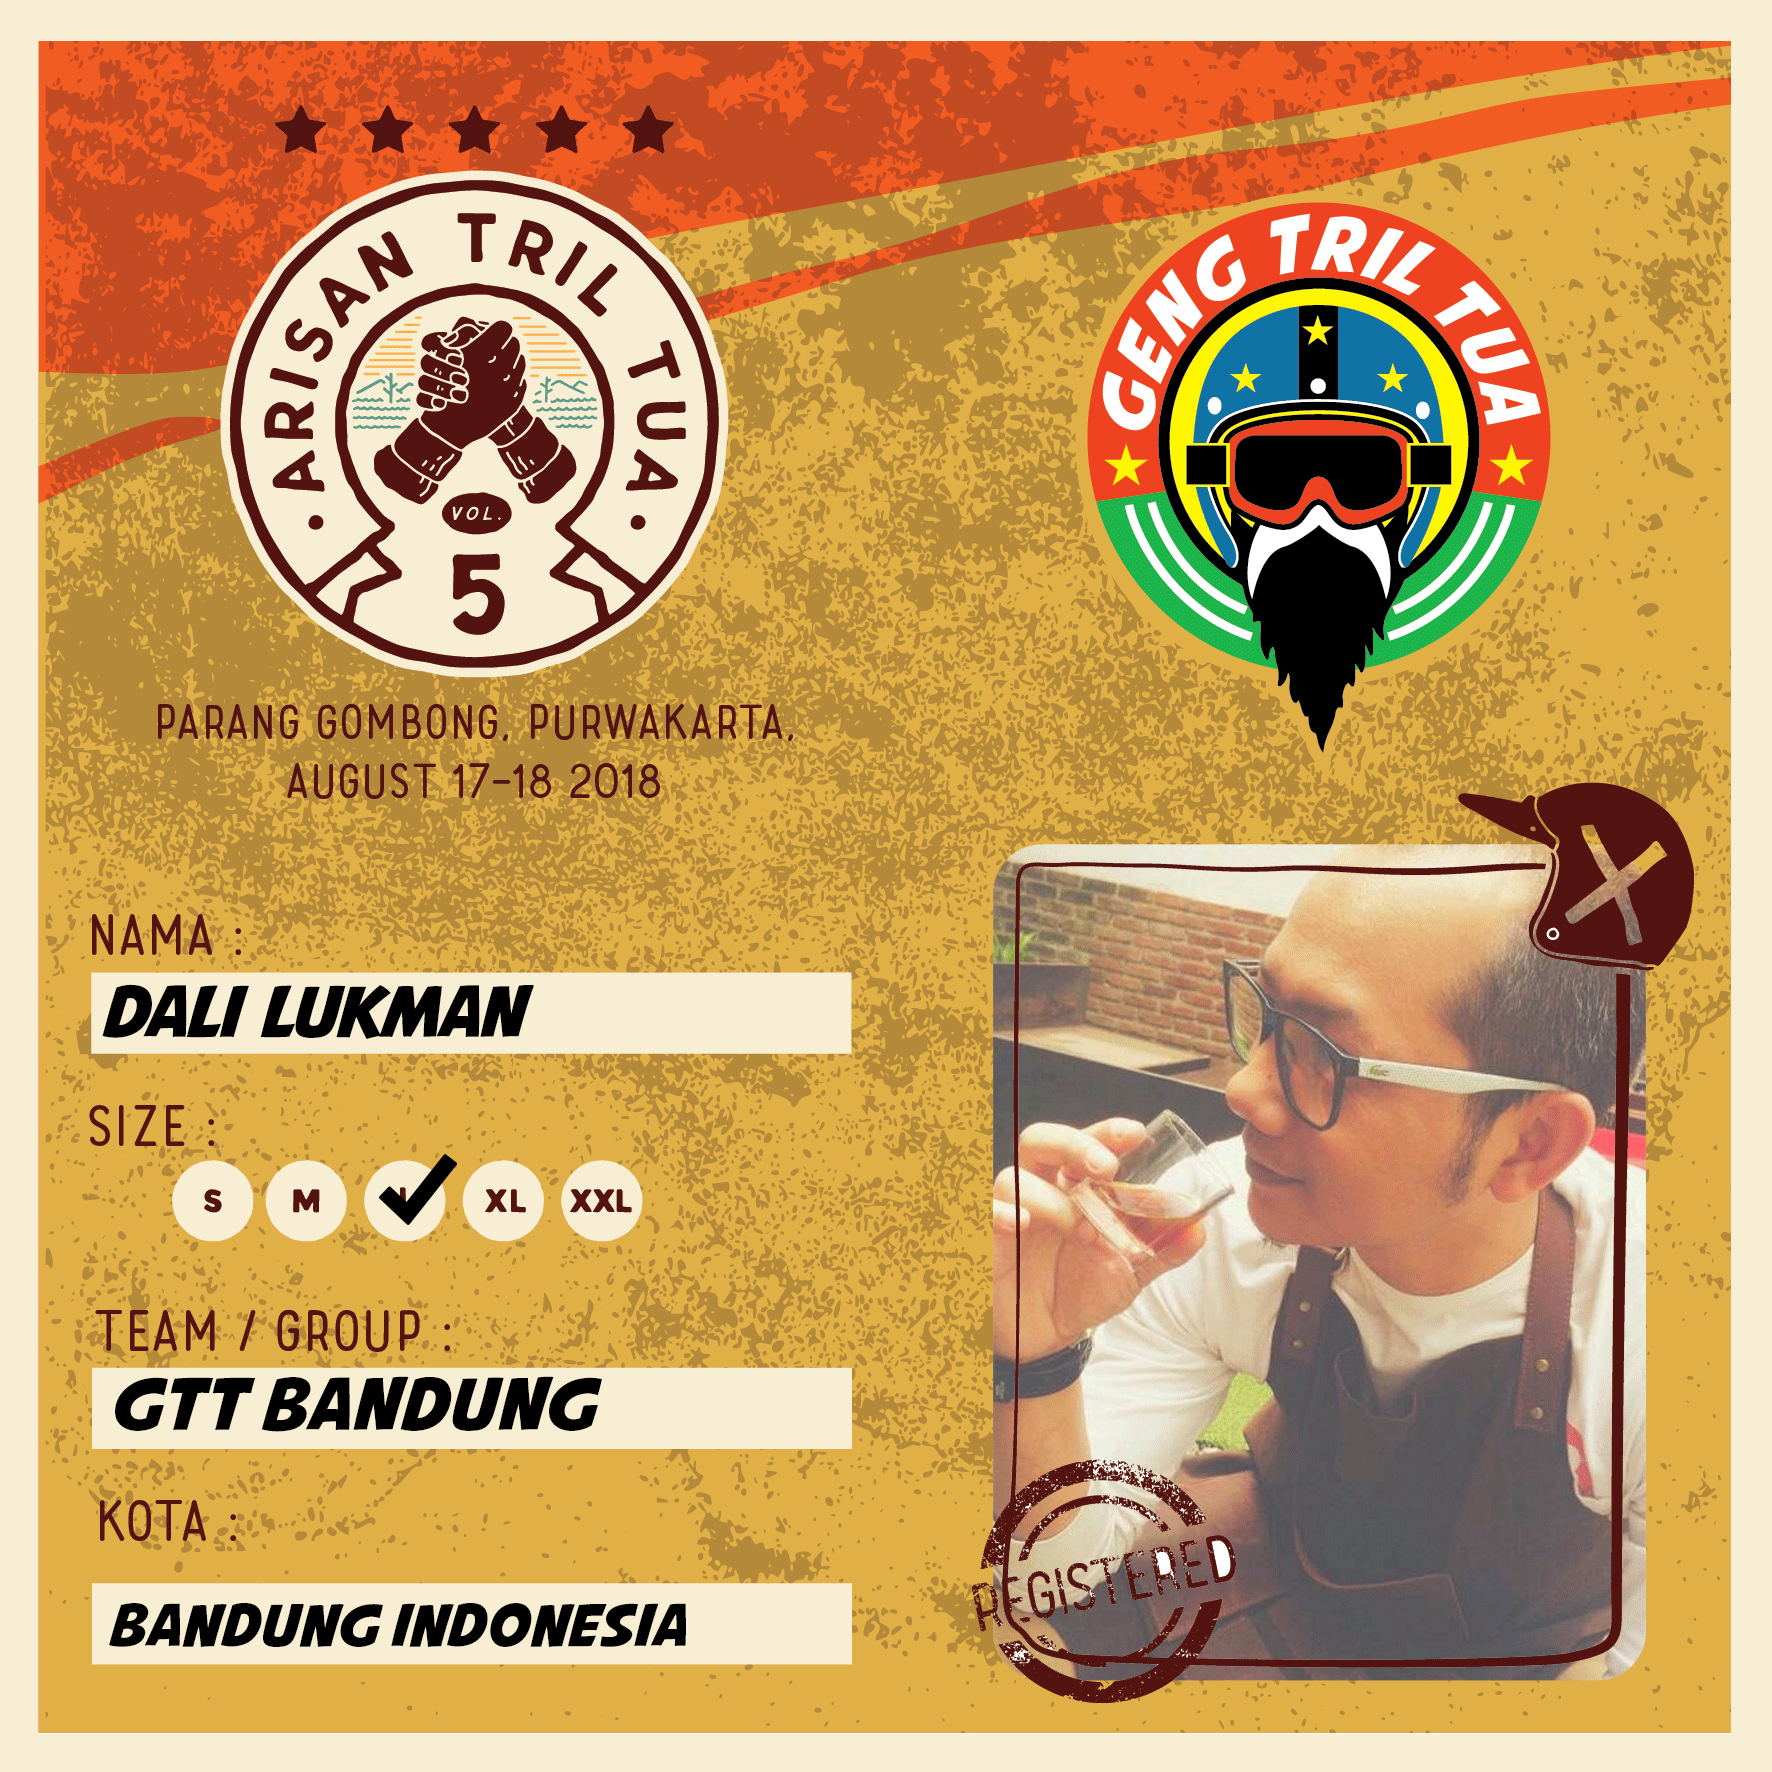 ARISAN TRIL TUA
VOL.
5
GENG TRIL TUA
PARANG GOMBONG, PURWAKARTA,
AUGUST 17-18 2018
NAMA :
DALI LUKMAN
SIZE :
S M L XL XXL
TEAM / GROUP :
GTT BANDUNG
KOTA :
BANDUNG INDONESIA
REGISTERED